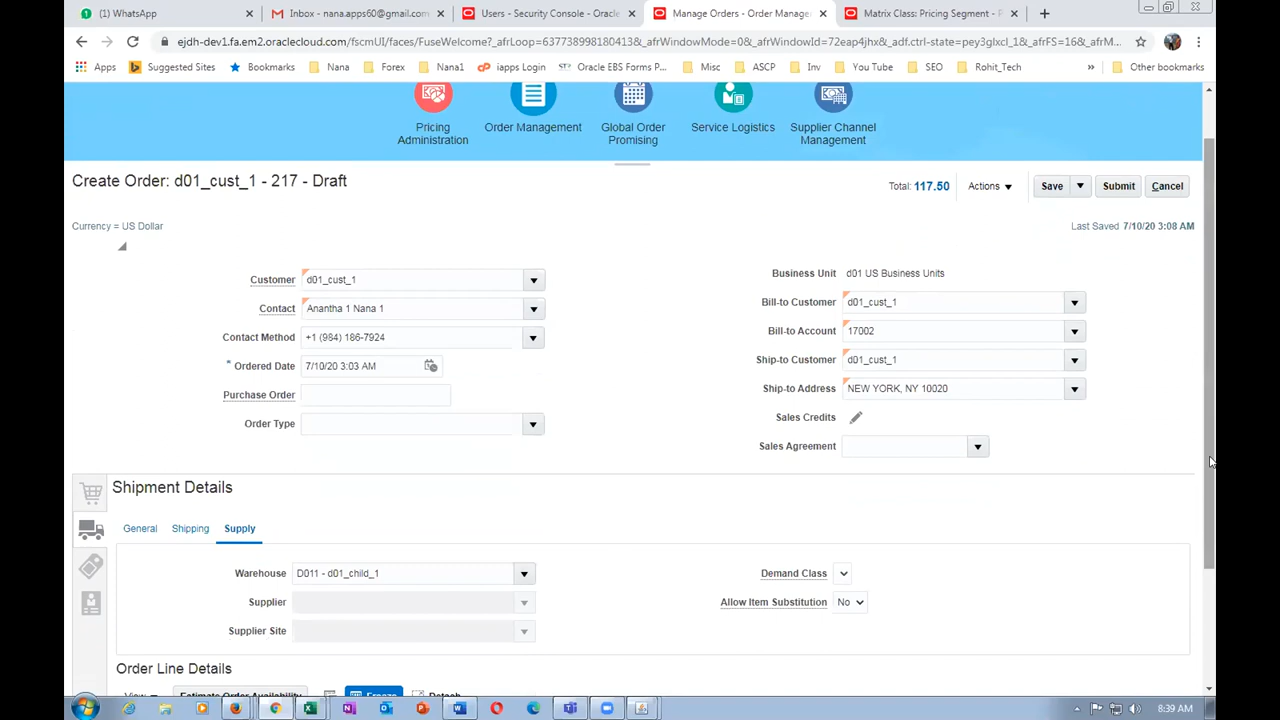 (1) WhatsApp
Inbox - nana.apps60@gmail.com
Users - Security Console - Oracle
Manage Orders - Order Manage
Matrix Class: Pricing Segment - P
ejdh-dev1.fa.em2.oraclecloud.com/fscmUI/faces/FuseWelcome?_afrLoop=6377389918041​3&_afrWindowMode=0&_afrWindowId=72eap4jhx&_adf.ctrl-state=pey3glxcl_1&_afrFS=16&_afrM...
Apps Suggested Sites Bookmarks Nana Forex Nana1 iapps Login Oracle EBS Forms P... Misc ASCP Inv You Tube SEO Rohit_Tech » Other bookmarks
Pricing Administration
Order Management
Global Order Promising
Service Logistics
Supplier Channel Management
Create Order: d01_cust_1 - 217 - Draft
Total: 117.50 Actions Save Submit Cancel
Currency = US Dollar
Last Saved 7/10/20 3:08 AM
Customer d01_cust_1
Contact Anantha 1 Nana 1
Contact Method +1 (984) 186-7924
* Ordered Date 7/10/20 3:03 AM
Purchase Order
Order Type
Business Unit d01 US Business Units
Bill-to Customer d01_cust_1
Bill-to Account 17002
Ship-to Customer d01_cust_1
Ship-to Address NEW YORK, NY 10020
Sales Credits
Sales Agreement
Shipment Details
General Shipping Supply
Warehouse D011 - d01_child_1
Supplier
Supplier Site
Demand Class
Allow Item Substitution No
Order Line Details
View Estimate Order Availability Freeze Detach
8:39 AM